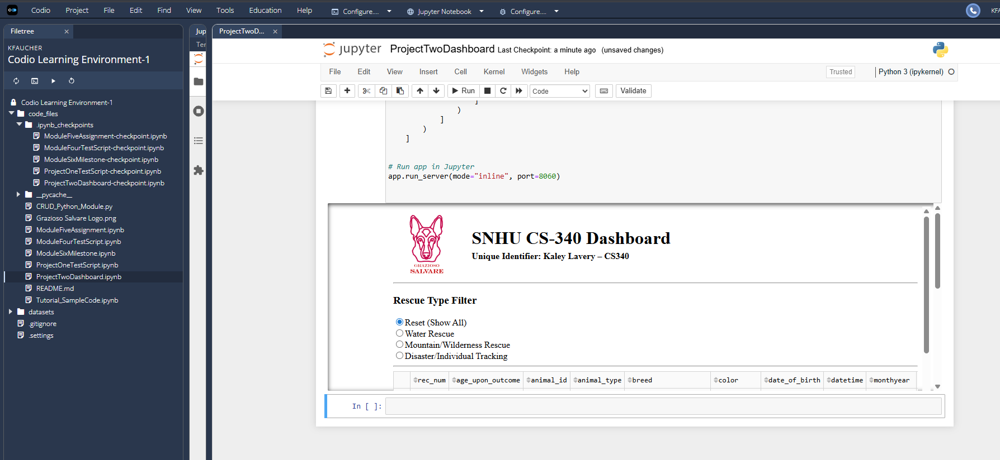 Codio Project File Edit Find View Tools Education Help Configure.... Jupyter Notebook Configure....
Filetree
KFAUCHER
Codio Learning Environment-1
Codio Learning Environment-1
code_files
.ipynb_checkpoints
ModuleFiveAssignment-checkpoint.ipynb
ModuleFourTestScript-checkpoint.ipynb
ModuleSixMilestone-checkpoint.ipynb
ProjectOneTestScript-checkpoint.ipynb
ProjectTwoDashboard-checkpoint.ipynb
__pycache__
CRUD_Python_Module.py
Grazioso Salvare Logo.png
ModuleFiveAssignment.ipynb
ModuleFourTestScript.ipynb
ModuleSixMilestone.ipynb
ProjectOneTestScript.ipynb
ProjectTwoDashboard.ipynb
README.md
Tutorial_SampleCode.ipynb
datasets
.gitignore
.settings
Jup
Ter
ProjectTwoD...
jupyter ProjectTwoDashboard Last Checkpoint: a minute ago (unsaved changes)
File Edit View Insert Cell Kernel Widgets Help Trusted Python 3 (ipykernel)
Run Code Validate
]
)
]
)
]
# Run app in Jupyter
app.run_server(mode="inline", port=8060)
GRAZIOSO
SALVARE
SNHU CS-340 Dashboard
Unique Identifier: Kaley Lavery – CS340
Rescue Type Filter
Reset (Show All)
Water Rescue
Mountain/Wilderness Rescue
Disaster/Individual Tracking
rec_num age_upon_outcome animal_id animal_type breed color date_of_birth datetime monthyear
In [ ]:
KFA